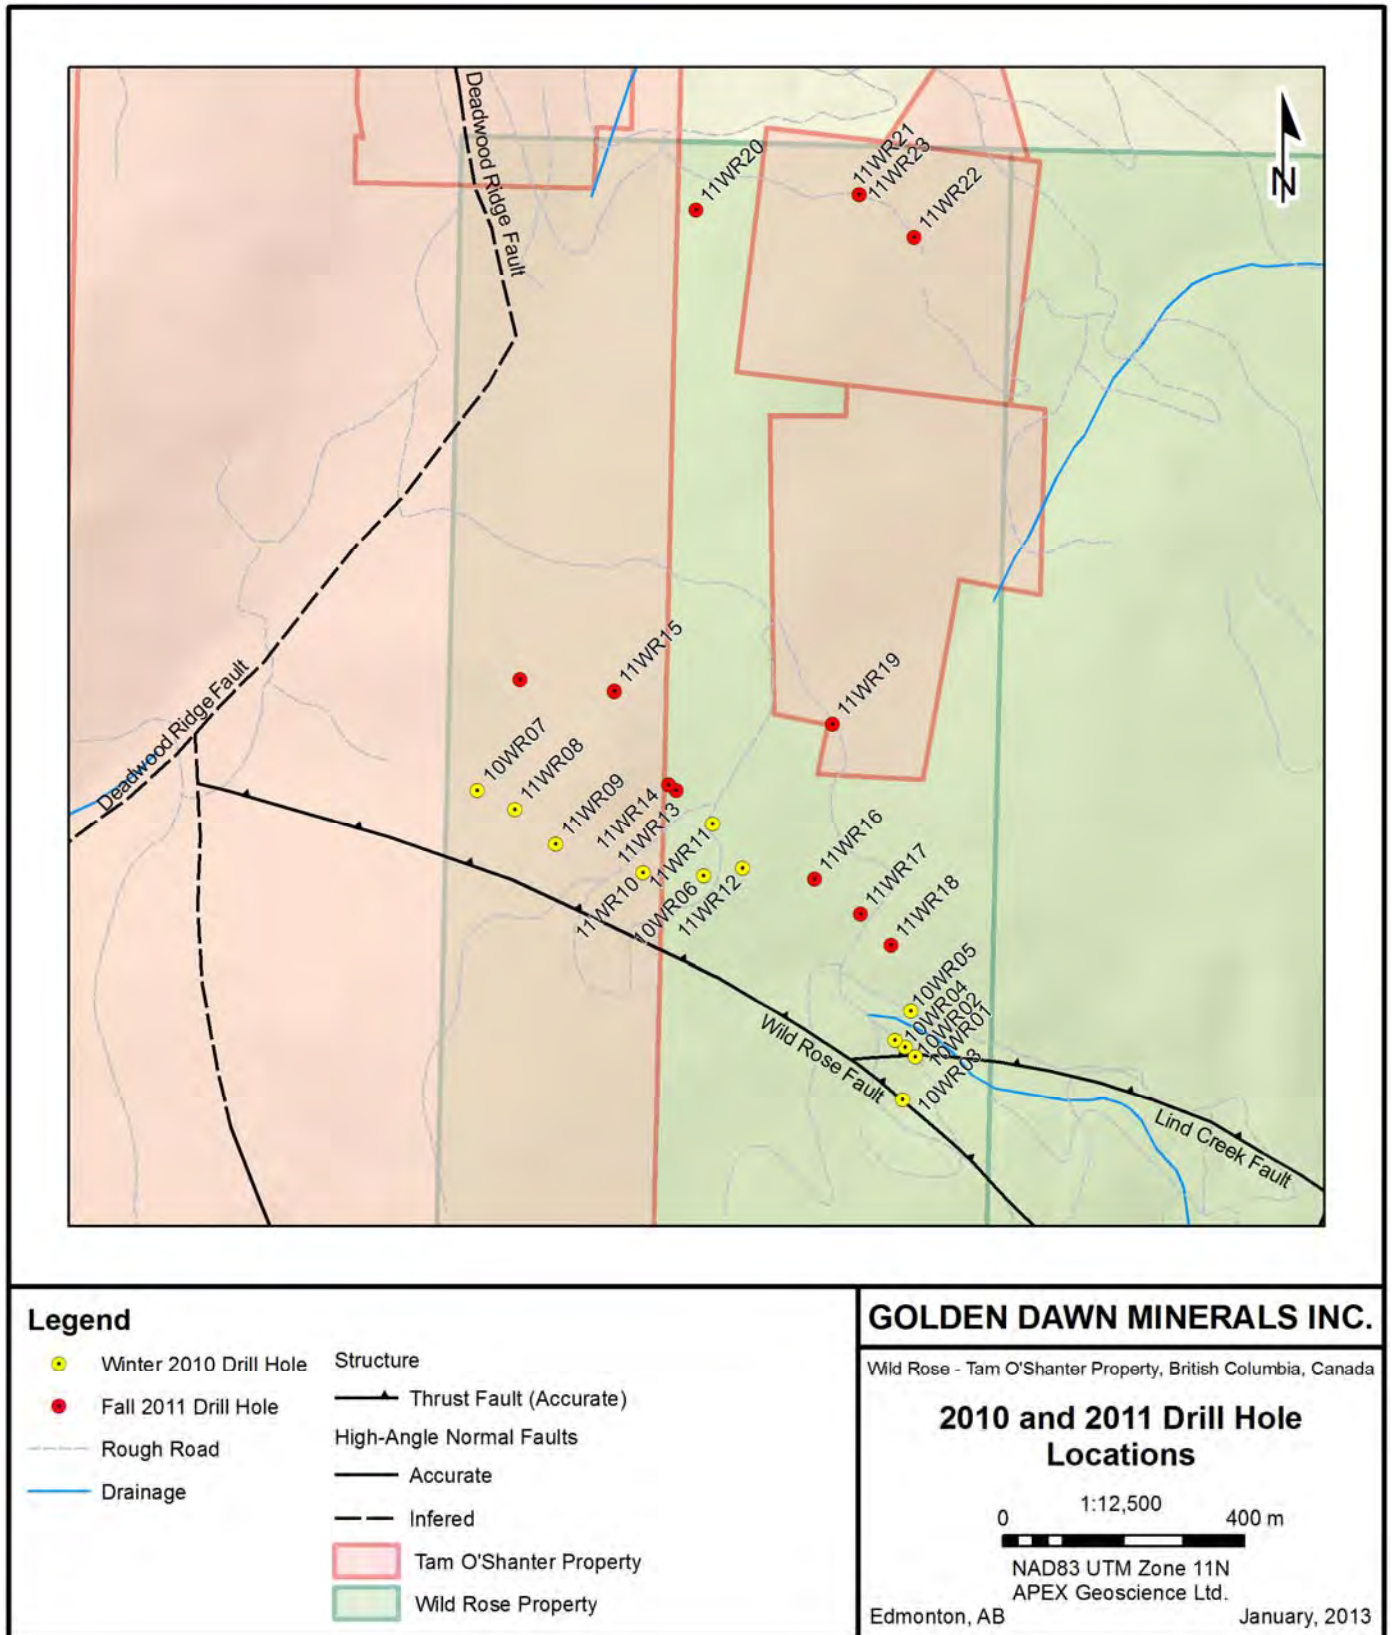 Deadwood Ridge Fault
11WR20
11WR21
11WR23
11WR22
N
11WR15
11WR19
Deadwood Ridge Fault
10WR07
11WR08
11WR09
11WR14
11WR13
11WR11
11WR10
10WR06
11WR12
11WR16
11WR17
11WR18
10WR05
10WR04
10WR02
10WR01
10WR03
Wild Rose Fault
Lind Creek Fault
Legend
Winter 2010 Drill Hole
Fall 2011 Drill Hole
Rough Road
Drainage
Structure
Thrust Fault (Accurate)
High-Angle Normal Faults
Accurate
Infered
Tam O'Shanter Property
Wild Rose Property
GOLDEN DAWN MINERALS INC.
Wild Rose - Tam O'Shanter Property, British Columbia, Canada
2010 and 2011 Drill Hole
Locations
1:12,500
0 400 m
NAD83 UTM Zone 11N
APEX Geoscience Ltd.
Edmonton, AB January, 2013